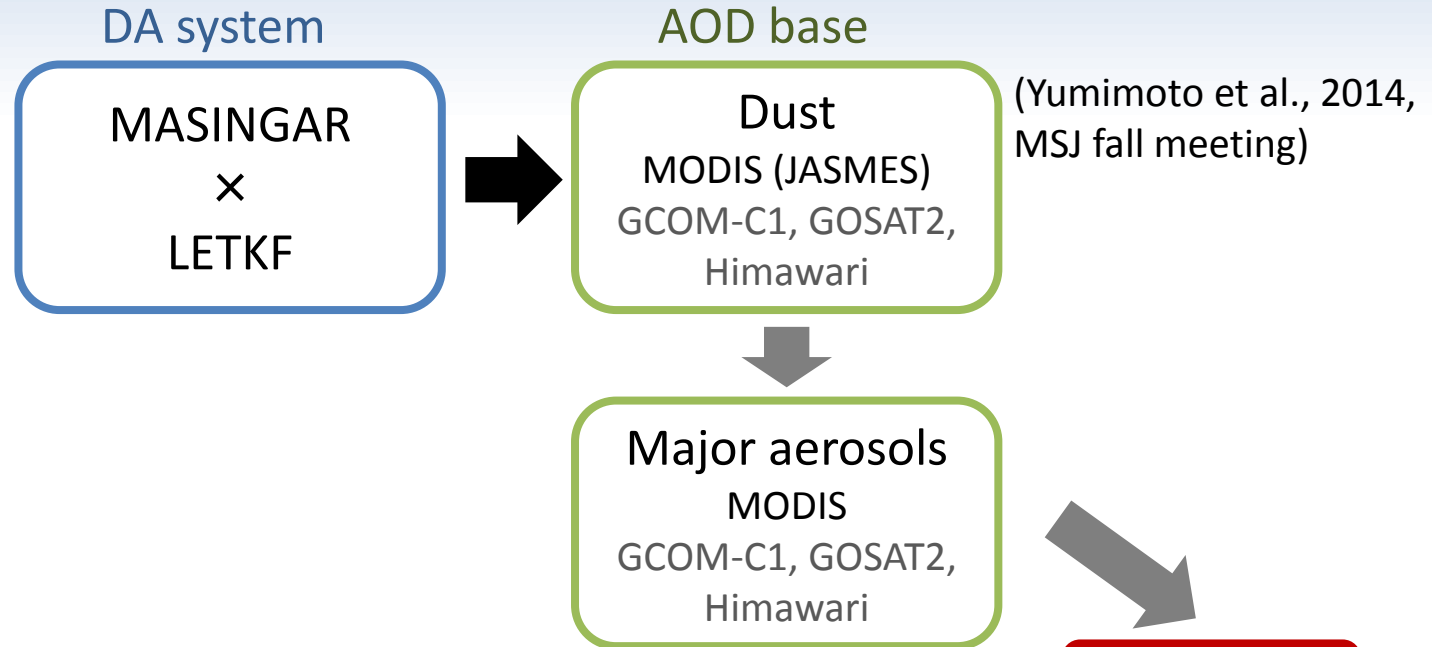 DA system
AOD base
MASINGAR
×
LETKF
Dust
MODIS (JASMES)
GCOM-C1, GOSAT2,
Himawari
(Yumimoto et al., 2014,
MSJ fall meeting)
Major aerosols
MODIS
GCOM-C1, GOSAT2,
Himawari